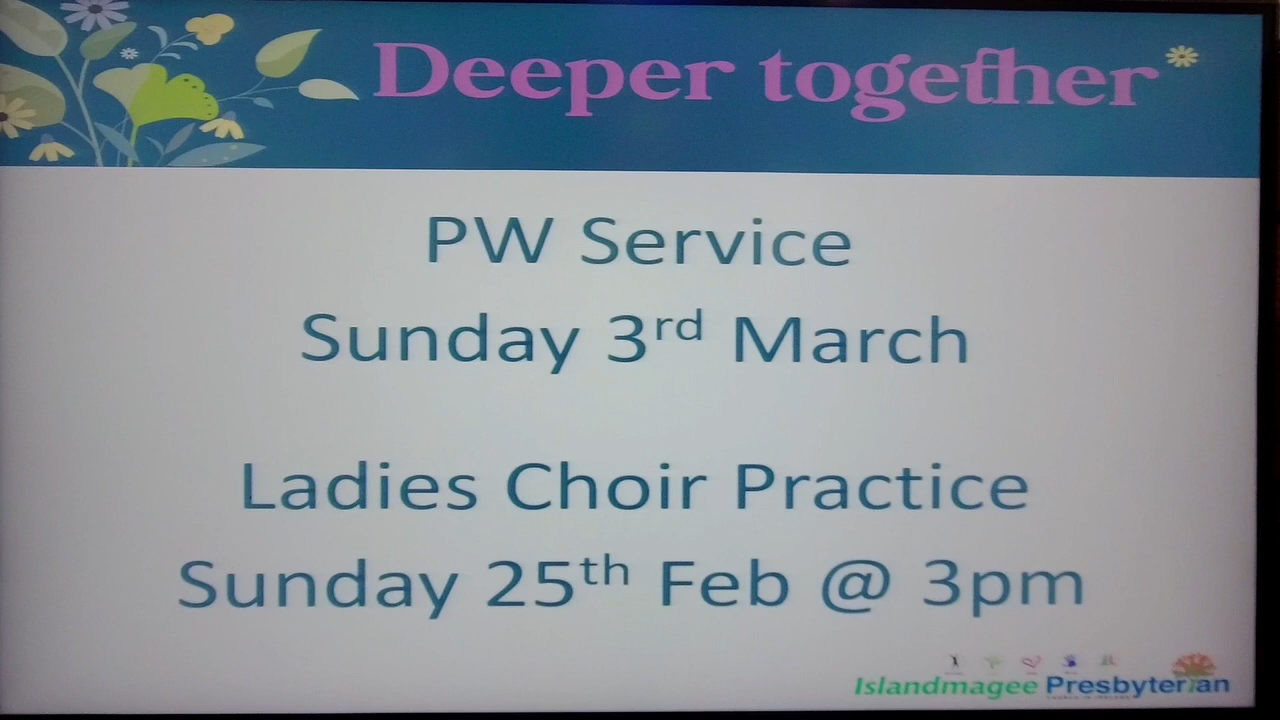 Deeper together
PW Service
Sunday 3rd March
Ladies Choir Practice
Sunday 25th Feb @ 3pm
Islandmagee Presbyterian